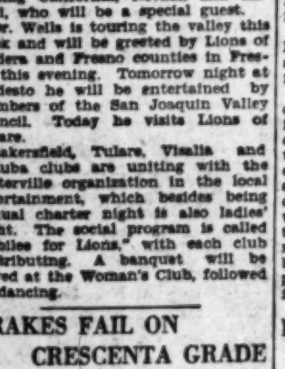 l, who will be a special guest.
r. Wells is touring the valley this
k and will be greeted by Lions of
dera and Fresno counties in Fres-
this evening. Tomorrow night at
desto he will be entertained by
mbers of the San Joaquin Valley
ncil. Today he visits Lions of
are.
akersfield, Tulare, Visalia and
uba clubs are uniting with the
terville organization in the local
ertainment, which besides being
ual charter night is also ladies'
ht. The social program is called
bilee for Lions," with each club
tributing. A banquet will be
ved at the Woman's Club, followed
dancing.
RAKES FAIL ON
CRESCENTA GRADE